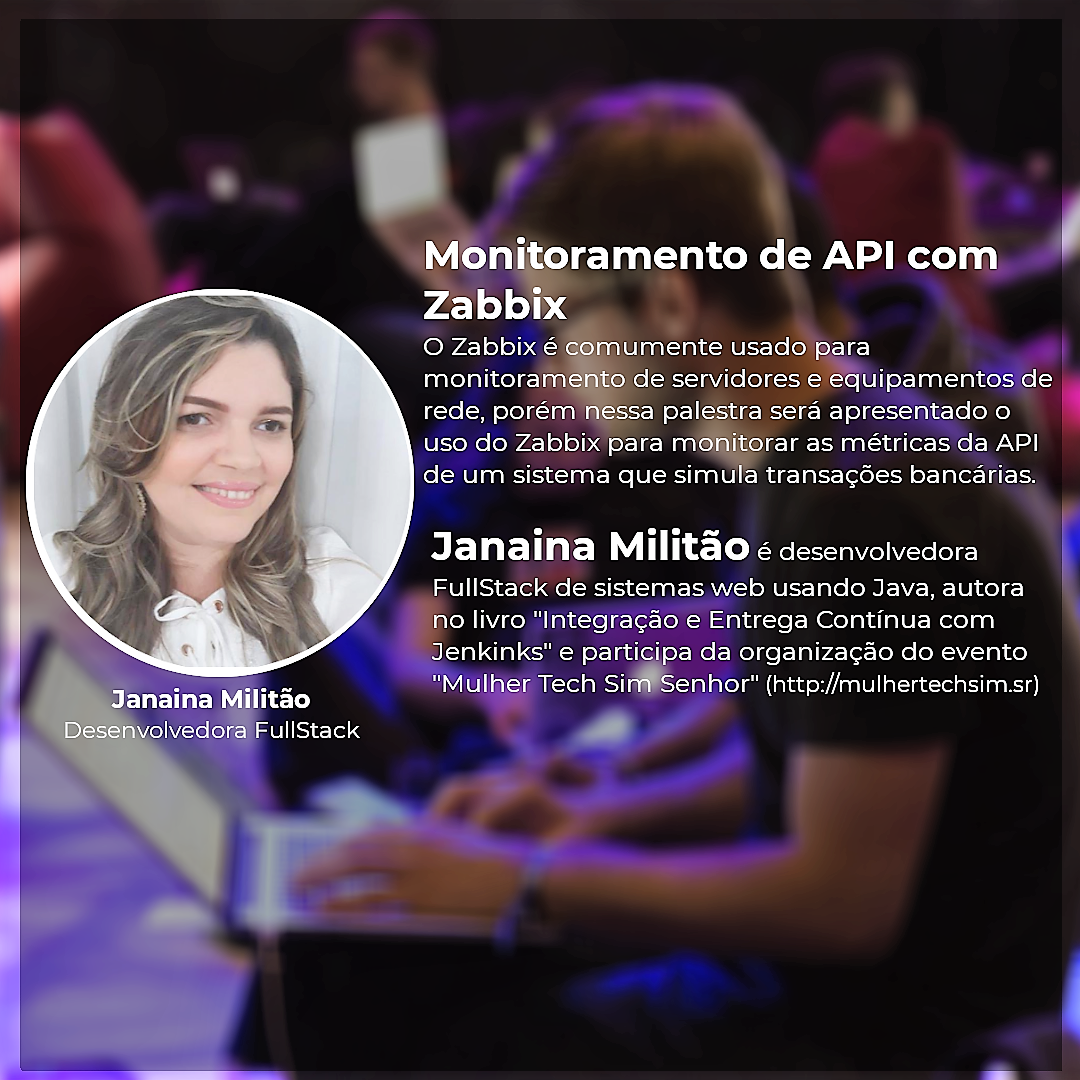 Monitoramento de API com
Zabbix
O Zabbix é comumente usado para
monitoramento de servidores e equipamentos de
rede, porém nessa palestra será apresentado o
uso do Zabbix para monitorar as métricas da API
de um sistema que simula transações bancárias.
Janaina Militão é desenvolvedora
FullStack de sistemas web usando Java, autora
no livro "Integração e Entrega Contínua com
Jenkinks" e participa da organização do evento
"Mulher Tech Sim Senhor" (http://mulhertechsim.sr)
Janaina Militão
Desenvolvedora FullStack